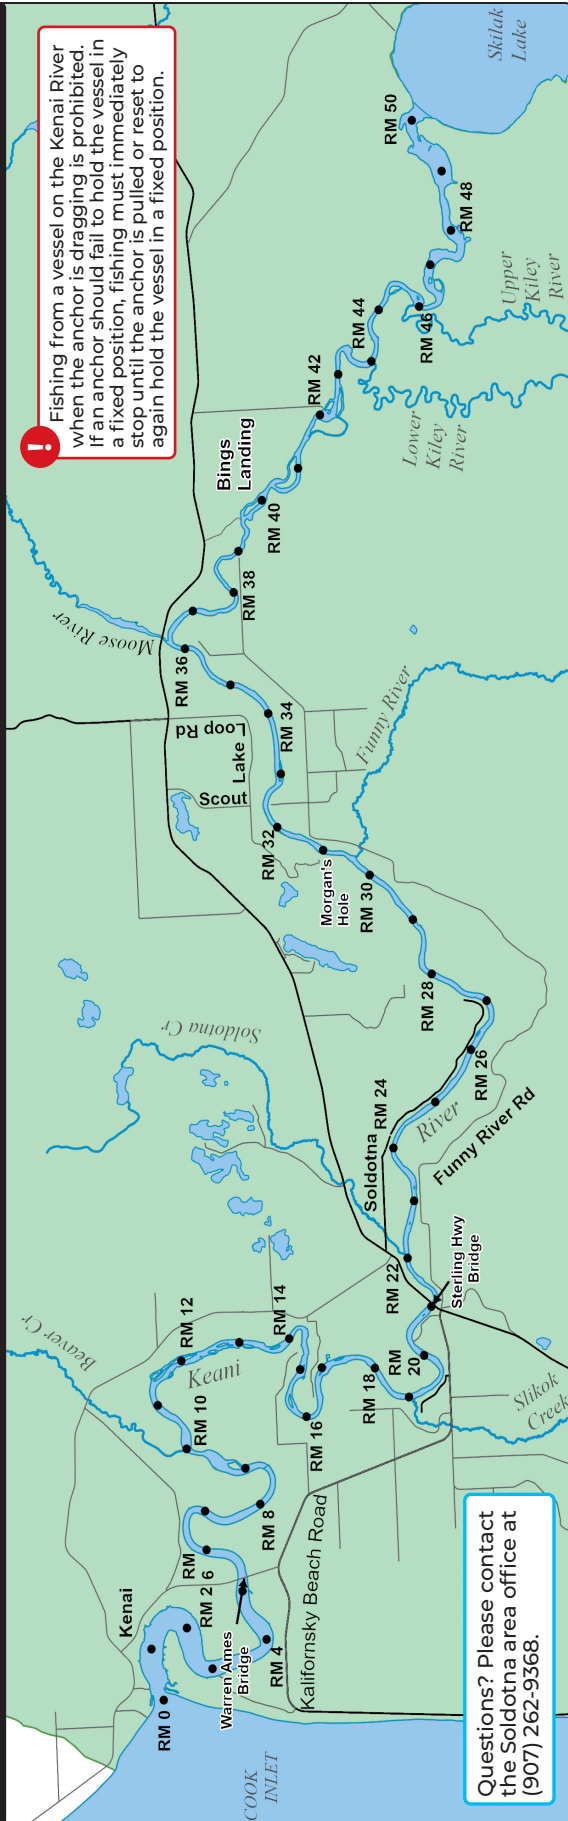 !
Fishing from a vessel on the Kenai River
when the anchor is dragging is prohibited.
If an anchor should fail to hold the vessel in
a fixed position, fishing must immediately
stop until the anchor is pulled or reset to
again hold the vessel in a fixed position.
Skilak
Lake
RM 50
RM 48
Upper
Kiley
River
RM 46
RM 44
RM 42
Lower
Kiley
River
Bings
Landing
RM 40
RM 38
Moose River
RM 36
RM 34
Scout
Lake
Loop Rd
Funny River
RM 32
Morgan's
Hole
RM 30
RM 28
Soldotna Cr
RM 26
RM 24
River
Funny River Rd
Soldotna
RM 22
Sterling Hwy
Bridge
RM
20
RM 18
Slikok
Creek
RM 16
RM 14
RM 12
Keani
Beaver Cr
RM 10
RM 8
RM
6
Kalifornsky Beach Road
Kenai
RM 2
Warren Ames
Bridge
RM 4
RM 0
COOK
INLET
Questions? Please contact
the Soldotna area office at
(907) 262-9368.